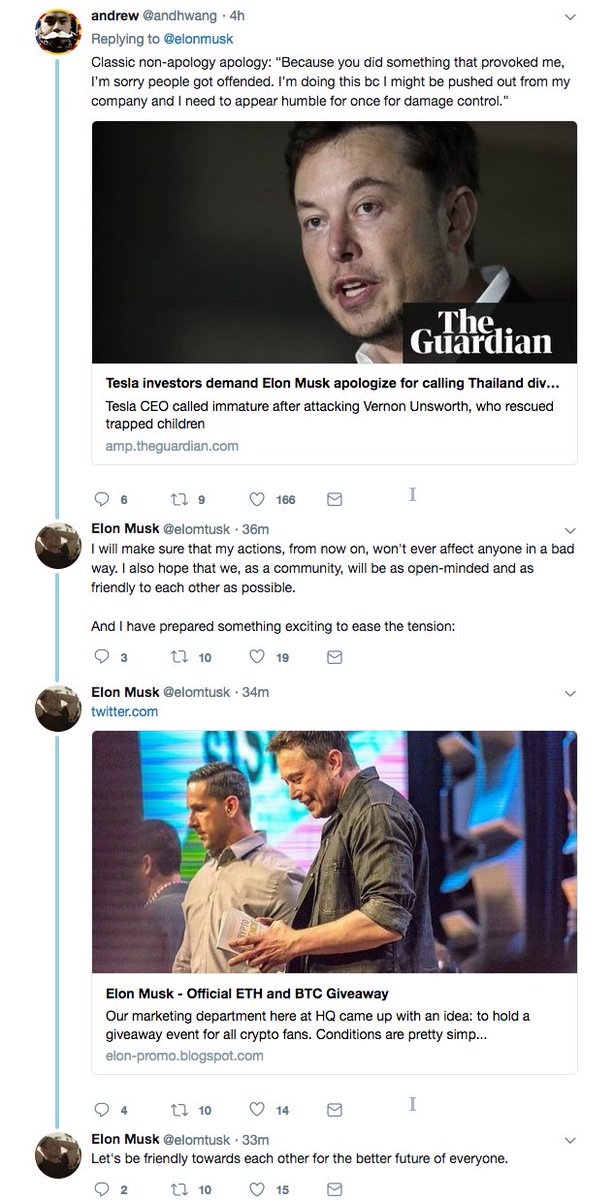 andrew @andhwang · 4h
Replying to @elonmusk
Classic non-apology apology: “Because you did something that provoked me,
I'm sorry people got offended. I'm doing this bc I might be pushed out from my
company and I need to appear humble for once for damage control.”
The
Guardian
Tesla investors demand Elon Musk apologize for calling Thailand div...
Tesla CEO called immature after attacking Vernon Unsworth, who rescued
trapped children
amp.theguardian.com
6 9 166
Elon Musk @elomtusk · 36m
I will make sure that my actions, from now on, won't ever affect anyone in a bad
way. I also hope that we, as a community, will be as open-minded and as
friendly to each other as possible.
And I have prepared something exciting to ease the tension:
3 10 19
Elon Musk @elomtusk · 34m
twitter.com
Elon Musk - Official ETH and BTC Giveaway
Our marketing department here at HQ came up with an idea: to hold a
giveaway event for all crypto fans. Conditions are pretty simp...
elon-promo.blogspot.com
4 10 14
Elon Musk @elomtusk · 33m
Let's be friendly towards each other for the better future of everyone.
2 10 15